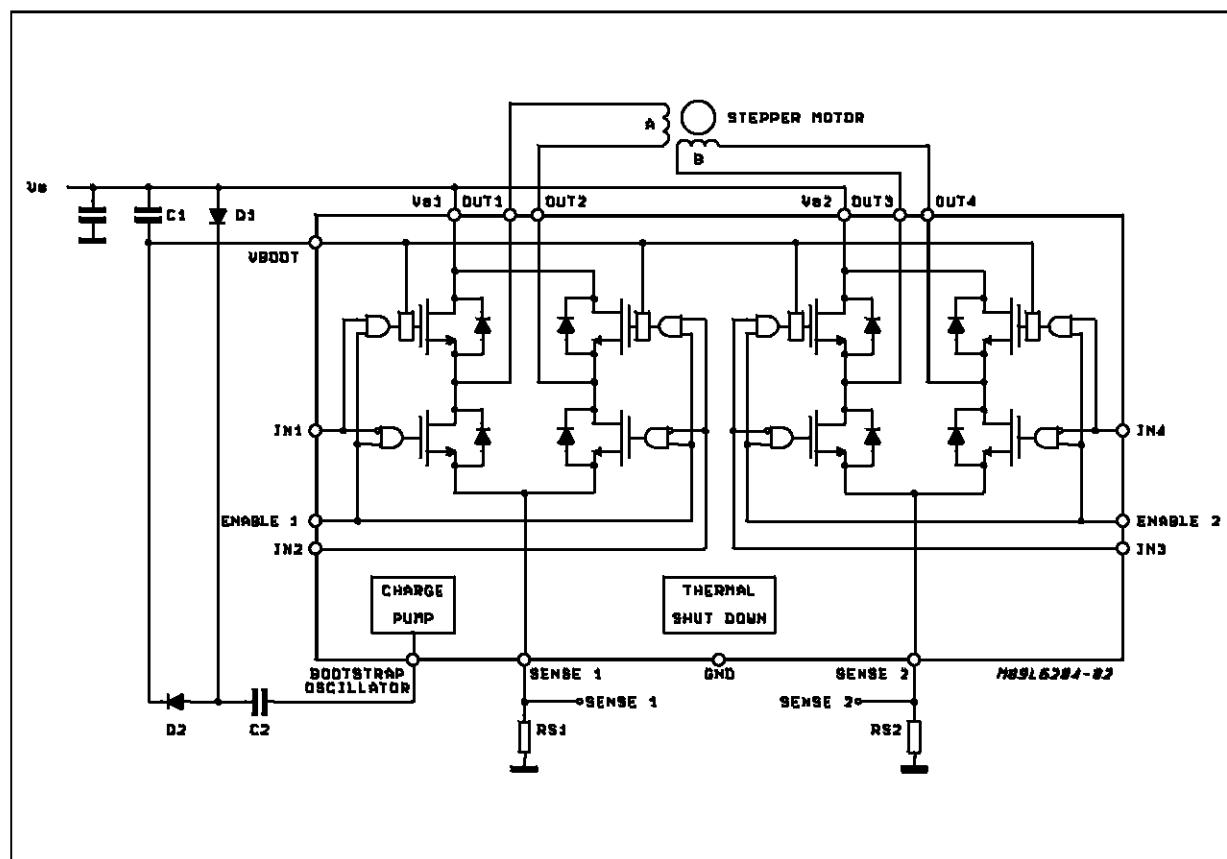 A
STEPPER MOTOR
B
Vs
C1
D1
Vs1 OUT1 OUT2
Vs2 OUT3 OUT4
VBOOT
IN1
IN4
ENABLE 1
ENABLE 2
IN2
IN3
CHARGE
PUMP
THERMAL
SHUT DOWN
BOOTSTRAP
OSCILLATOR
SENSE 1
GND
SENSE 2
M89L6204-02
D2
C2
SENSE 1
SENSE 2
RS1
RS2